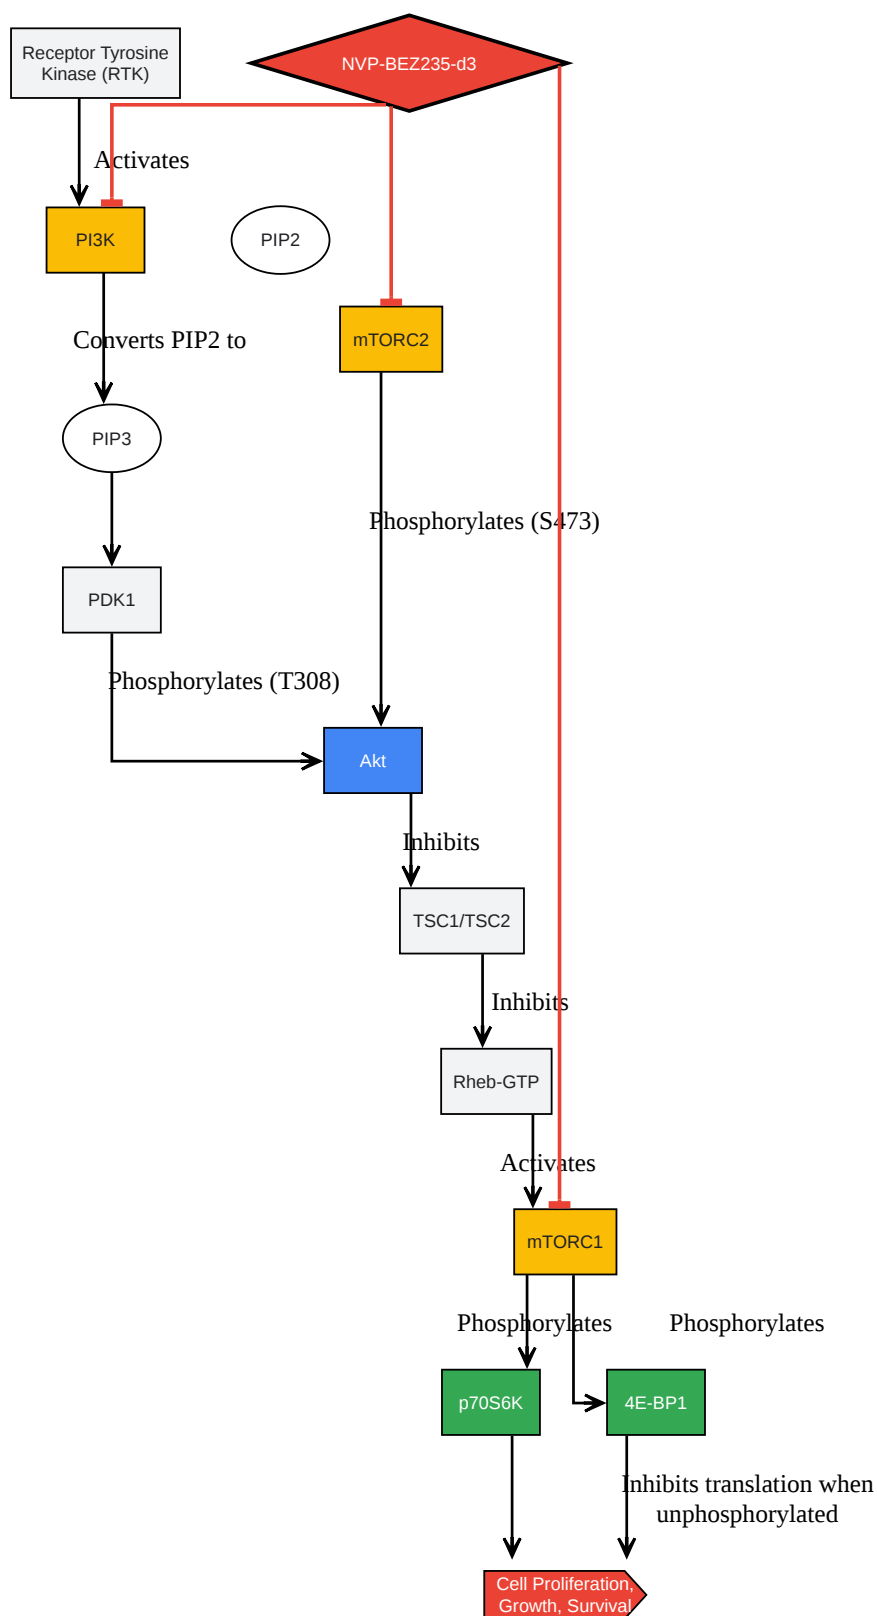 Receptor Tyrosine
Kinase (RTK)
NVP-BEZ235-d3
Activates
PI3K
PIP2
Converts PIP2 to
mTORC2
PIP3
Phosphorylates (S473)
PDK1
Phosphorylates (T308)
Akt
Inhibits
TSC1/TSC2
Inhibits
Rheb-GTP
Activates
mTORC1
Phosphorylates
Phosphorylates
p70S6K
4E-BP1
Inhibits translation when
unphosphorylated
Cell Proliferation,
Growth, Survival